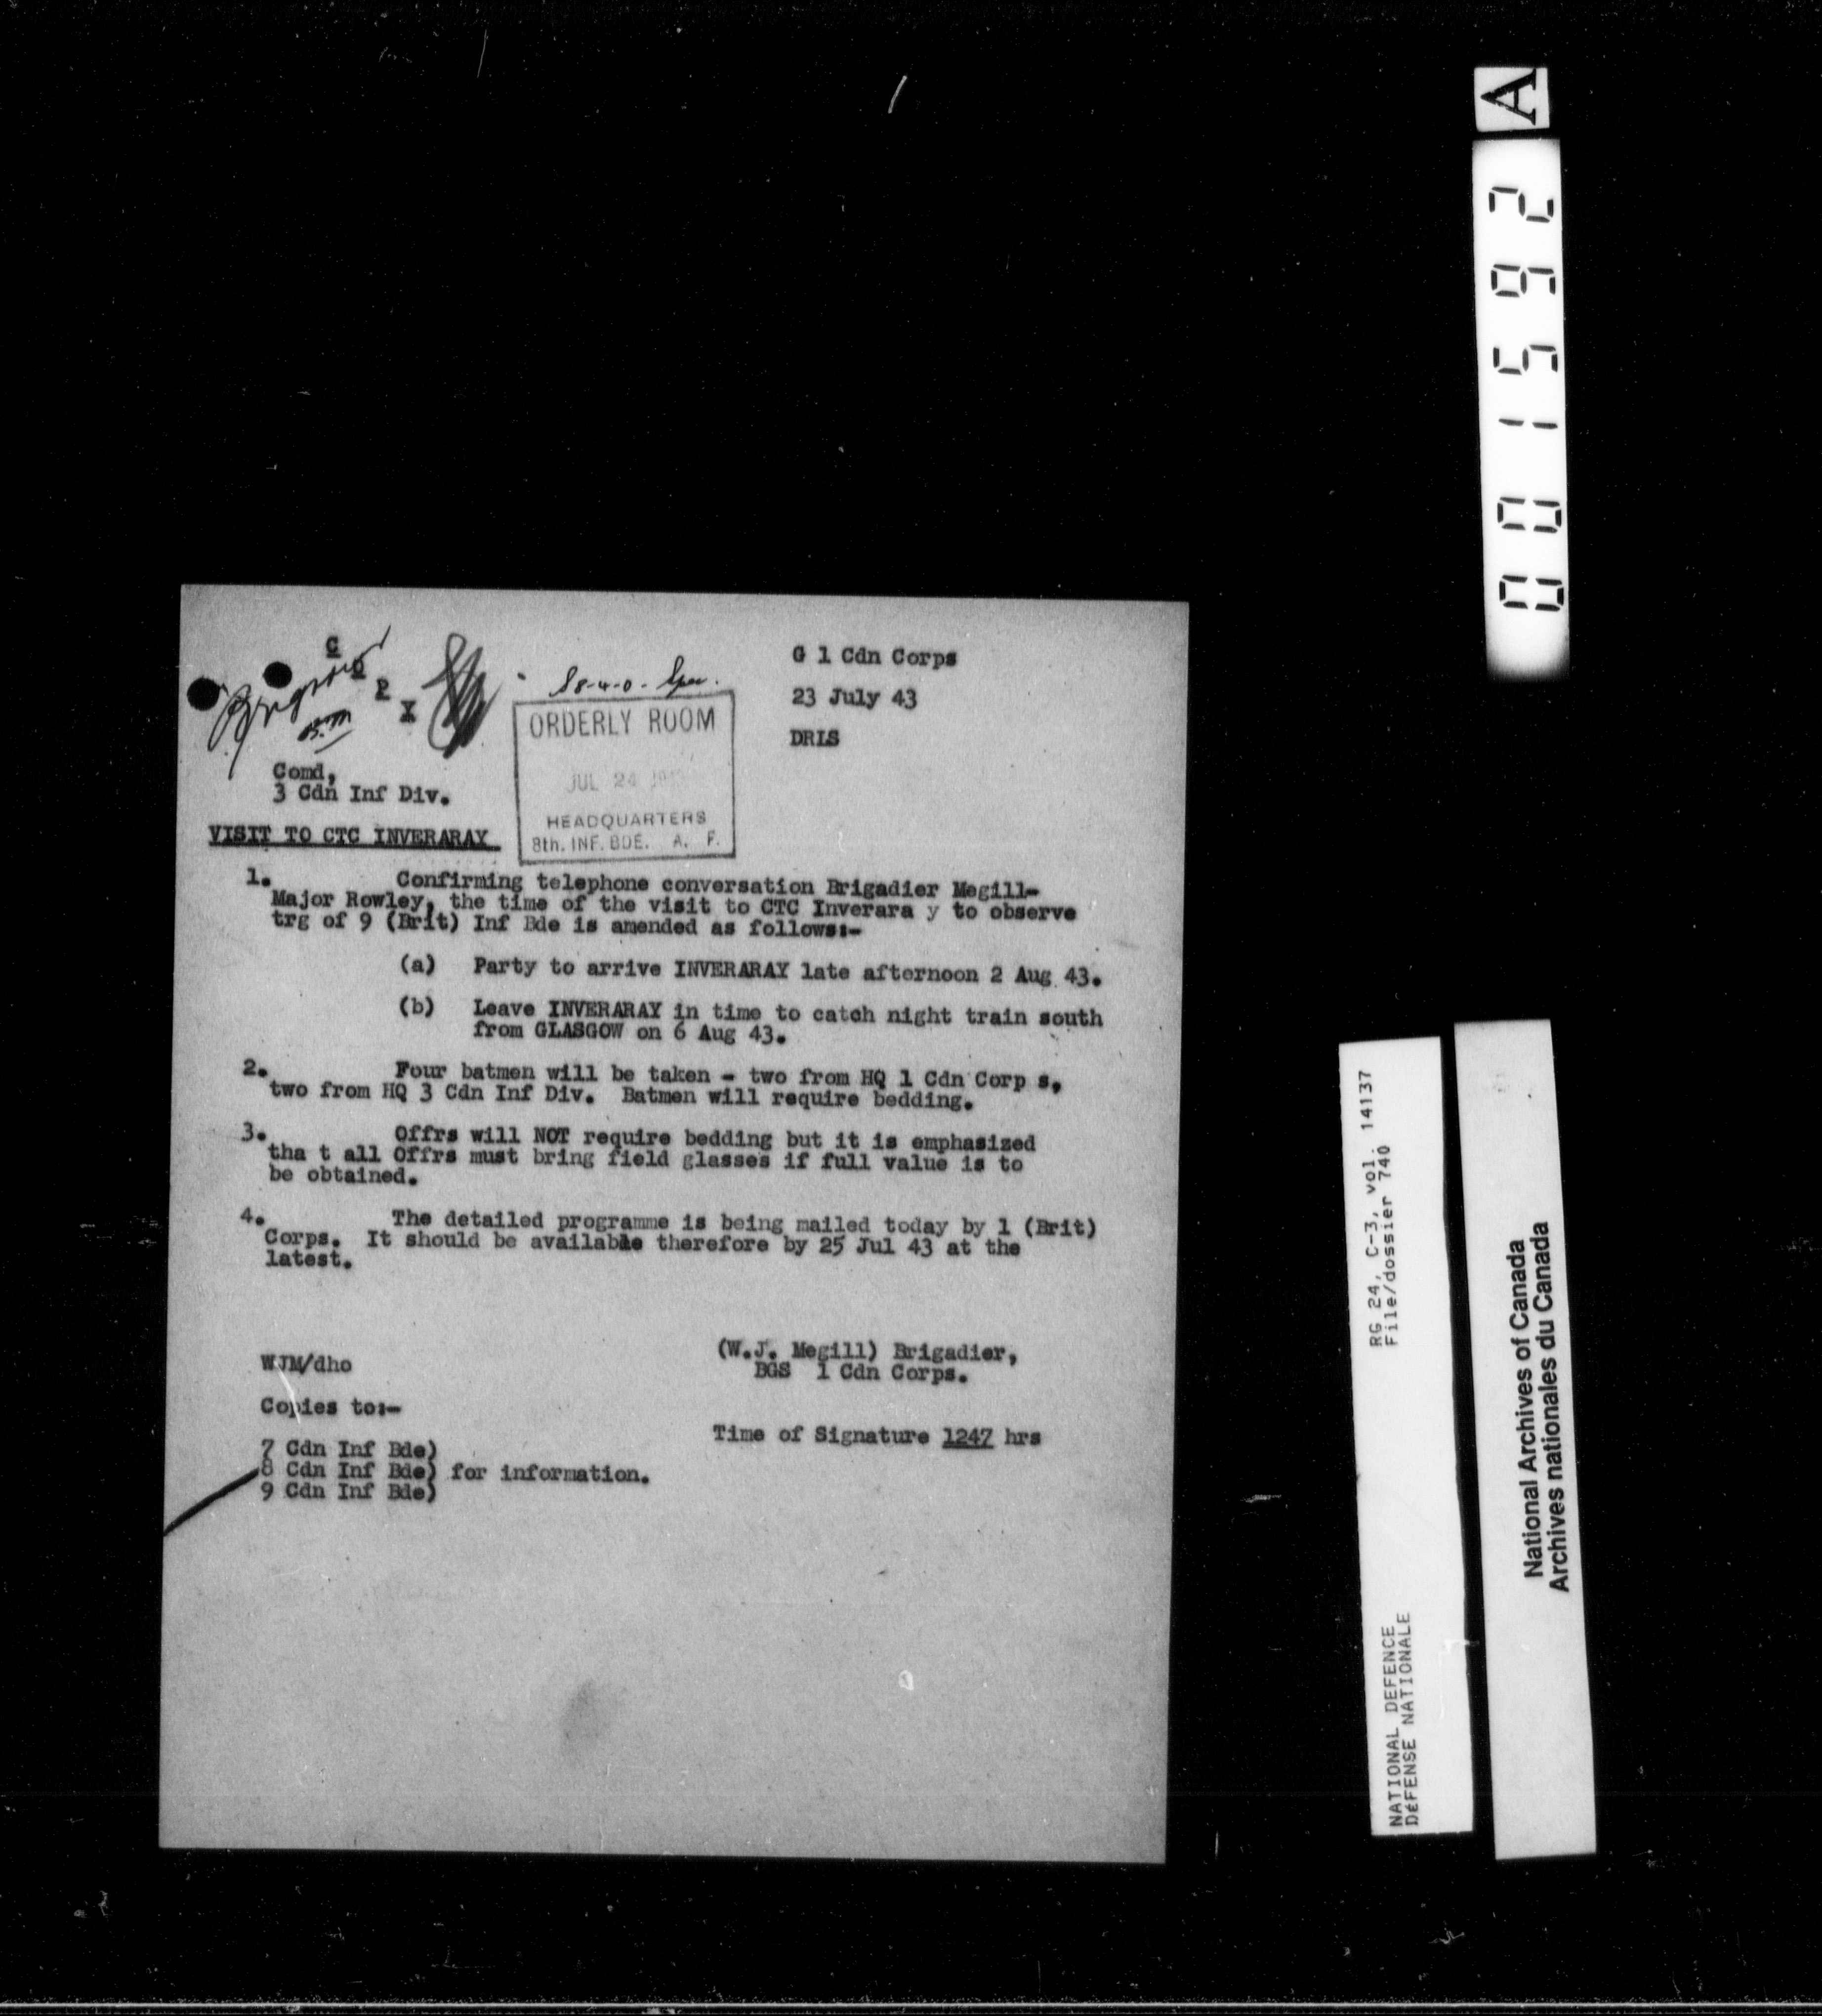 C
O
P
Y
Brigadier
B.M.
S 8-4-0-
G 1 Cdn Corps
23 July 43
DRLS
ORDERLY ROOM
JUL 24
HEADQUARTERS
8th. INF. BDE. A. F.
Comd,
3 Cdn Inf Div.
VISIT TO CTC INVERARAY
1. Confirming telephone conversation Brigadier Megill-
Major Rowley, the time of the visit to CTC Inverara y to observe
trg of 9 (Brit) Inf Bde is amended as follows:-
(a) Party to arrive INVERARAY late afternoon 2 Aug 43.
(b) Leave INVERARAY in time to catch night train south
from GLASGOW on 6 Aug 43.
2. Four batmen will be taken - two from HQ 1 Cdn Corp s,
two from HQ 3 Cdn Inf Div. Batmen will require bedding.
3. Offrs will NOT require bedding but it is emphasized
tha t all Offrs must bring field glasses if full value is to
be obtained.
4. The detailed programme is being mailed today by 1 (Brit)
Corps. It should be available therefore by 25 Jul 43 at the
latest.
(W.J. Megill) Brigadier,
BGS 1 Cdn Corps.
WJM/dho
Copies to:-
Time of Signature 1247 hrs
7 Cdn Inf Bde)
8 Cdn Inf Bde) for information.
9 Cdn Inf Bde)
A
001592
RG 24, C-3, vol. 14137
File/dossier 740
NATIONAL DEFENCE
DéFENSE NATIONALE
National Archives of Canada
Archives nationales du Canada